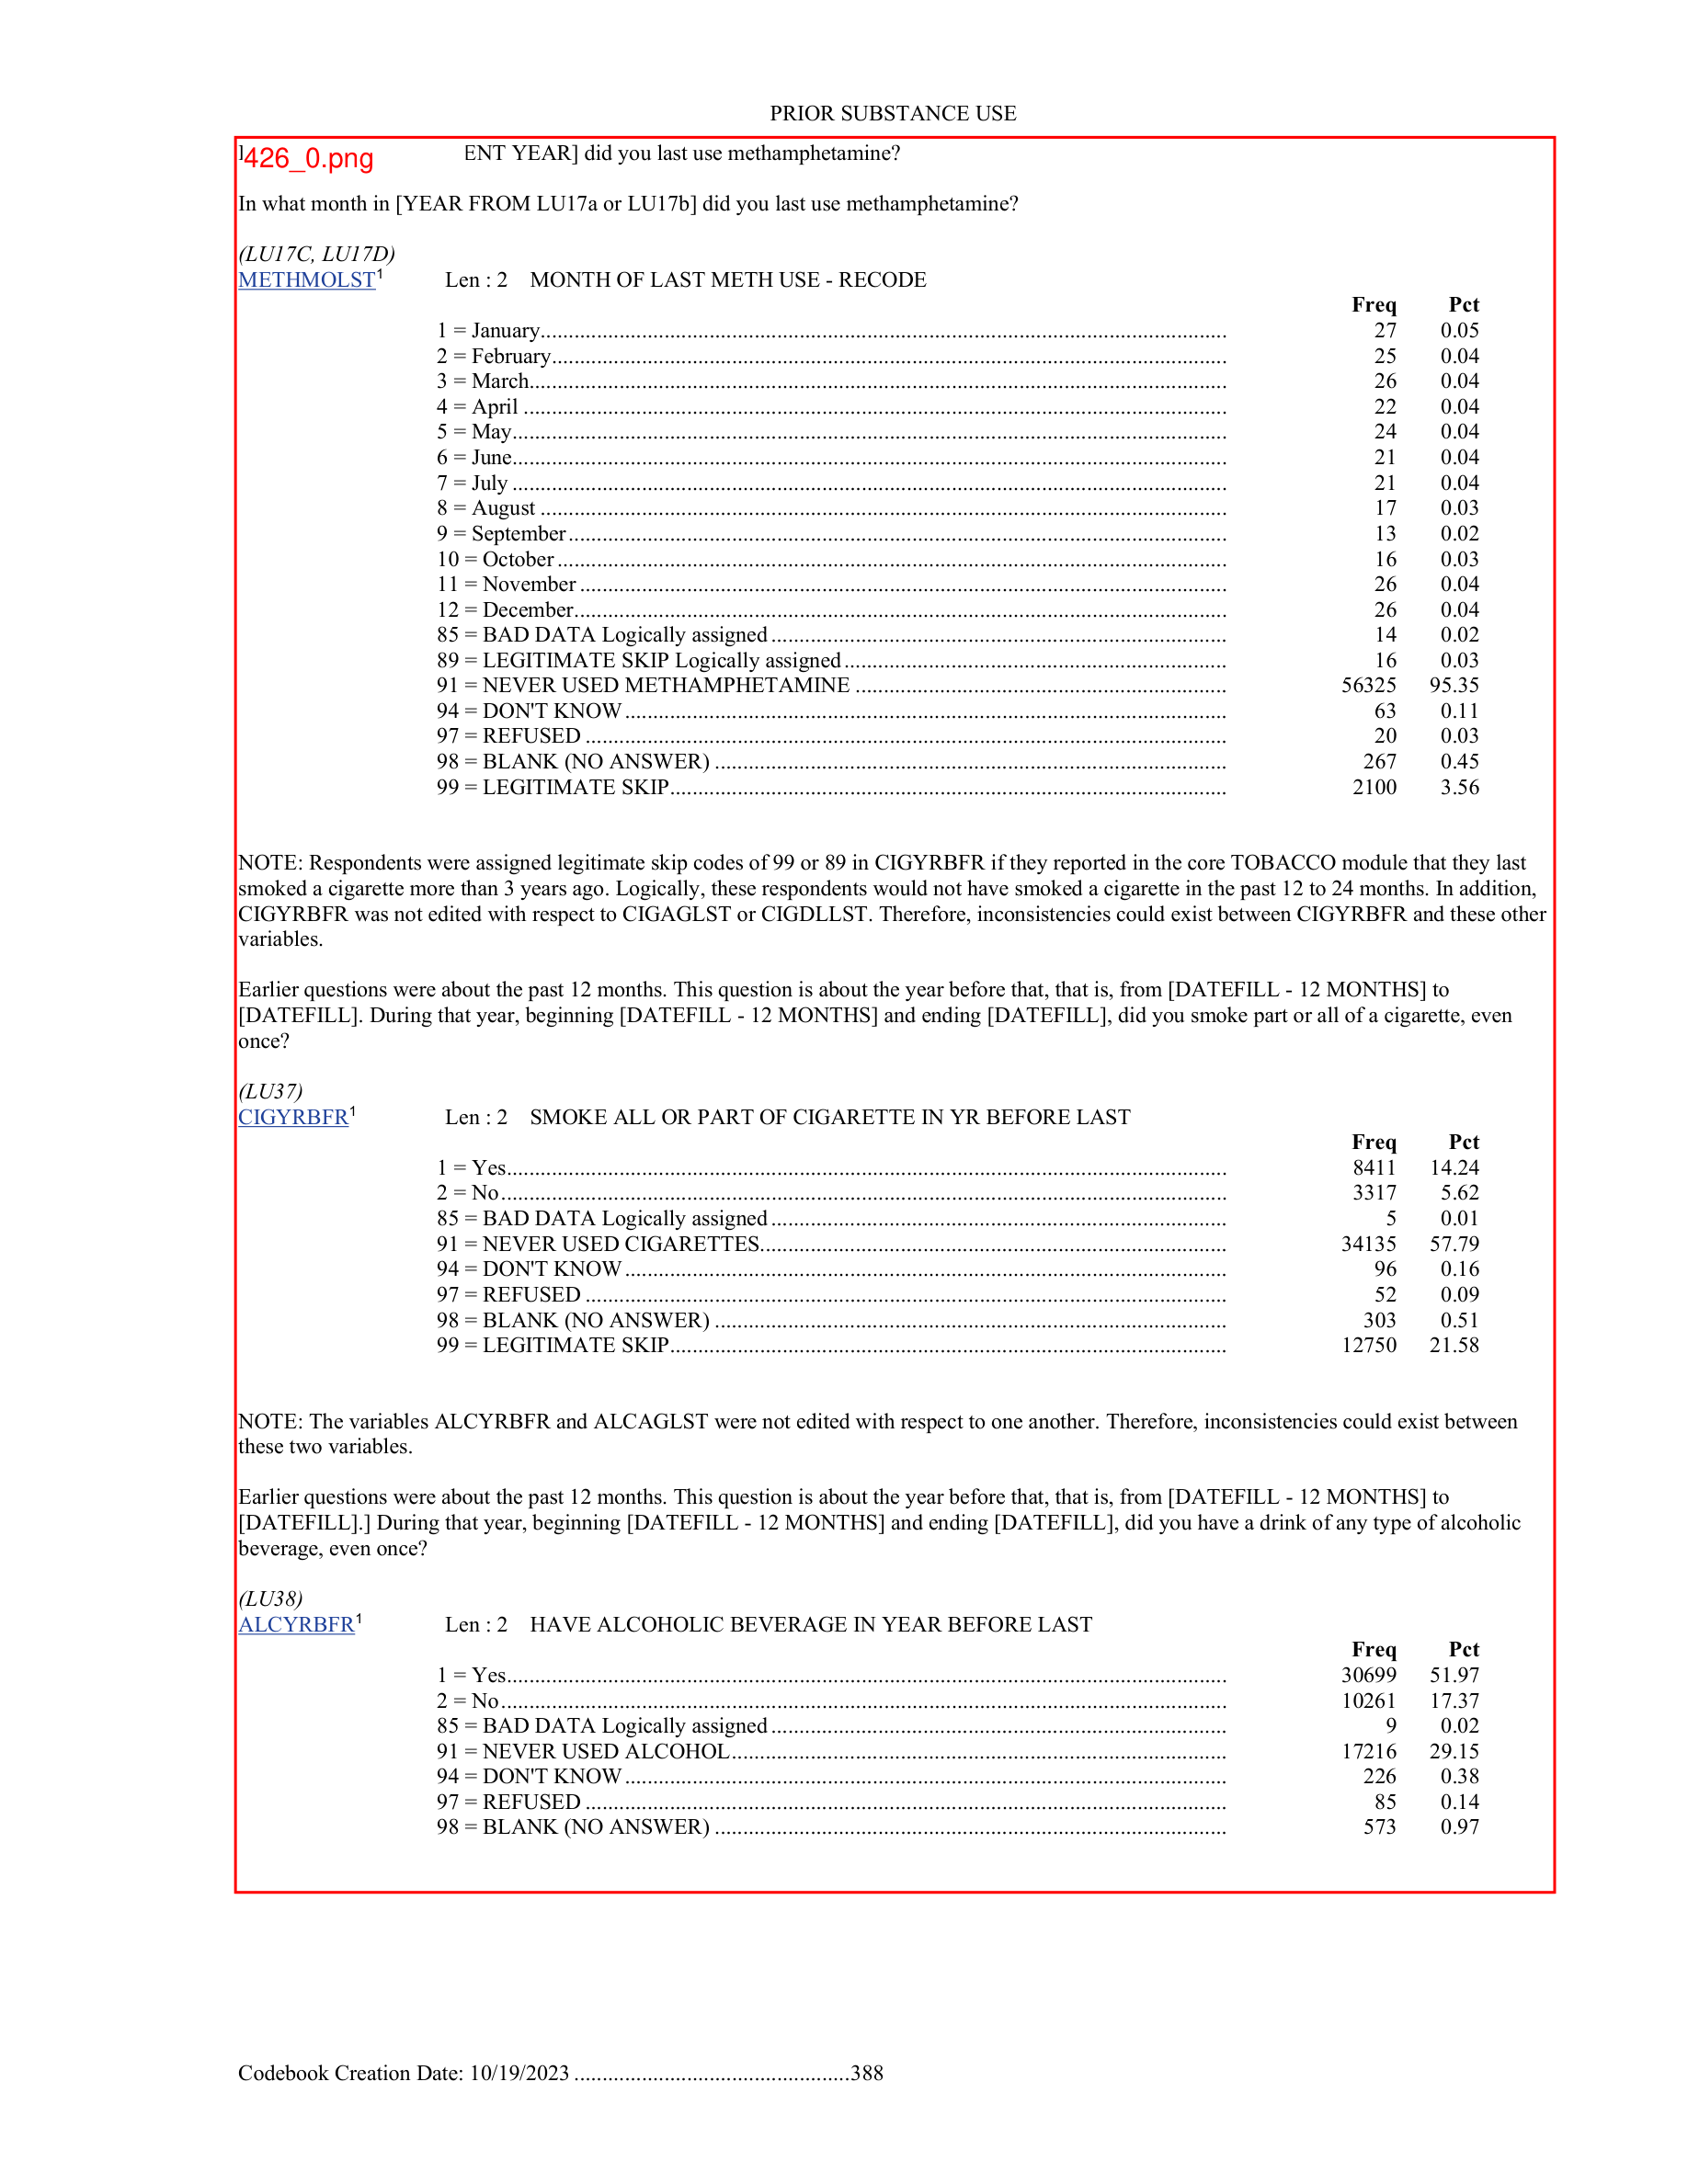 PRIOR SUBSTANCE USE
426_0.png ENT YEAR] did you last use methamphetamine?
In what month in [YEAR FROM LU17a or LU17b] did you last use methamphetamine?
(LU17C, LU17D)
METHMOLST1 Len : 2 MONTH OF LAST METH USE - RECODE
Freq Pct
1 = January 27 0.05
2 = February 25 0.04
3 = March 26 0.04
4 = April 22 0.04
5 = May 24 0.04
6 = June 21 0.04
7 = July 21 0.04
8 = August 17 0.03
9 = September 13 0.02
10 = October 16 0.03
11 = November 26 0.04
12 = December 26 0.04
85 = BAD DATA Logically assigned 14 0.02
89 = LEGITIMATE SKIP Logically assigned 16 0.03
91 = NEVER USED METHAMPHETAMINE 56325 95.35
94 = DON'T KNOW 63 0.11
97 = REFUSED 20 0.03
98 = BLANK (NO ANSWER) 267 0.45
99 = LEGITIMATE SKIP 2100 3.56
NOTE: Respondents were assigned legitimate skip codes of 99 or 89 in CIGYRBFR if they reported in the core TOBACCO module that they last
smoked a cigarette more than 3 years ago. Logically, these respondents would not have smoked a cigarette in the past 12 to 24 months. In addition,
CIGYRBFR was not edited with respect to CIGAGLST or CIGDLLST. Therefore, inconsistencies could exist between CIGYRBFR and these other
variables.
Earlier questions were about the past 12 months. This question is about the year before that, that is, from [DATEFILL - 12 MONTHS] to
[DATEFILL]. During that year, beginning [DATEFILL - 12 MONTHS] and ending [DATEFILL], did you smoke part or all of a cigarette, even
once?
(LU37)
CIGYRBFR1 Len : 2 SMOKE ALL OR PART OF CIGARETTE IN YR BEFORE LAST
Freq Pct
1 = Yes 8411 14.24
2 = No 3317 5.62
85 = BAD DATA Logically assigned 5 0.01
91 = NEVER USED CIGARETTES 34135 57.79
94 = DON'T KNOW 96 0.16
97 = REFUSED 52 0.09
98 = BLANK (NO ANSWER) 303 0.51
99 = LEGITIMATE SKIP 12750 21.58
NOTE: The variables ALCYRBFR and ALCAGLST were not edited with respect to one another. Therefore, inconsistencies could exist between
these two variables.
Earlier questions were about the past 12 months. This question is about the year before that, that is, from [DATEFILL - 12 MONTHS] to
[DATEFILL].] During that year, beginning [DATEFILL - 12 MONTHS] and ending [DATEFILL], did you have a drink of any type of alcoholic
beverage, even once?
(LU38)
ALCYRBFR1 Len : 2 HAVE ALCOHOLIC BEVERAGE IN YEAR BEFORE LAST
Freq Pct
1 = Yes 30699 51.97
2 = No 10261 17.37
85 = BAD DATA Logically assigned 9 0.02
91 = NEVER USED ALCOHOL 17216 29.15
94 = DON'T KNOW 226 0.38
97 = REFUSED 85 0.14
98 = BLANK (NO ANSWER) 573 0.97
Codebook Creation Date: 10/19/2023 388